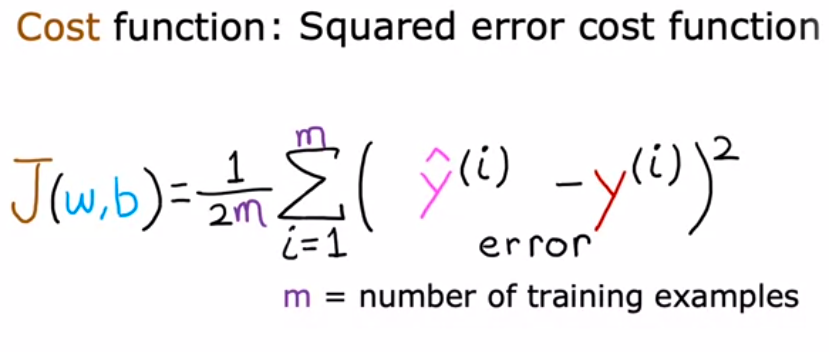 Cost function: Squared error cost function
J(w,b) = \frac{1}{2m} \sum_{i=1}^{m} ( \hat{y}^{(i)} - y^{(i)} )^2
error
m = number of training examples